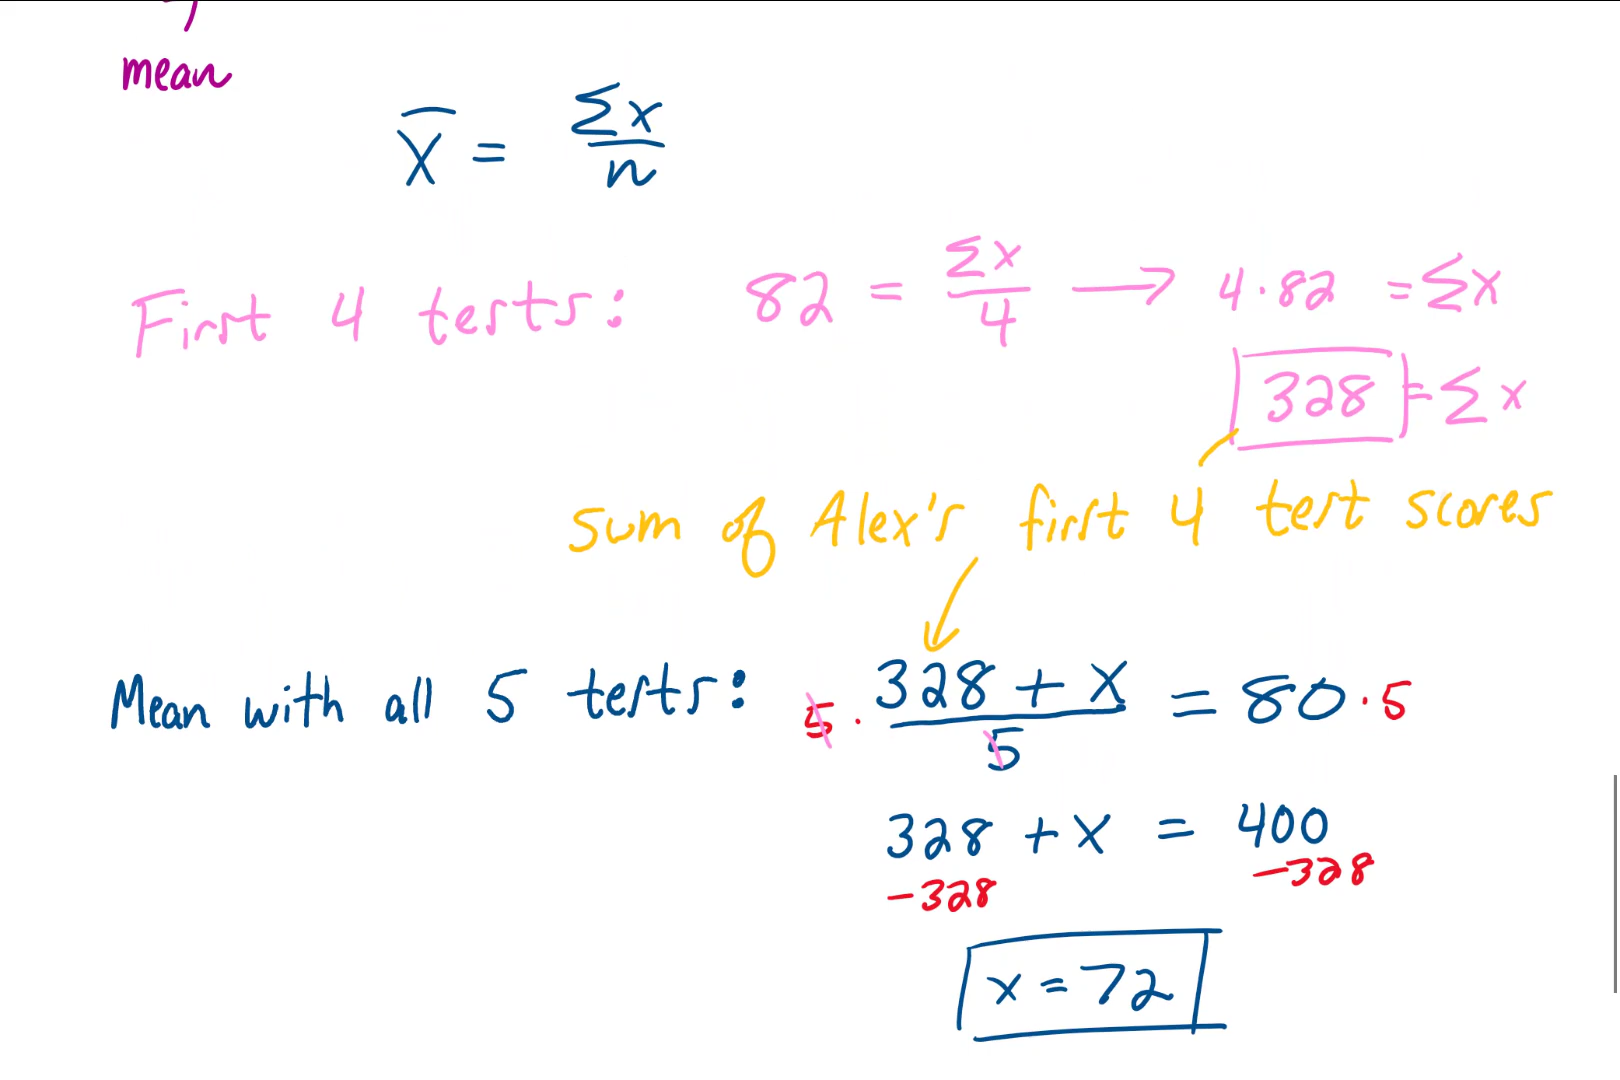 mean
x̄ = Σx/n
First 4 tests: 82 = Σx/4 → 4·82 = Σx
328 = Σx
sum of Alex's first 4 test scores
Mean with all 5 tests: 5 · (328 + x)/5 = 80 · 5
328 + x = 400
-328 -328
x = 72